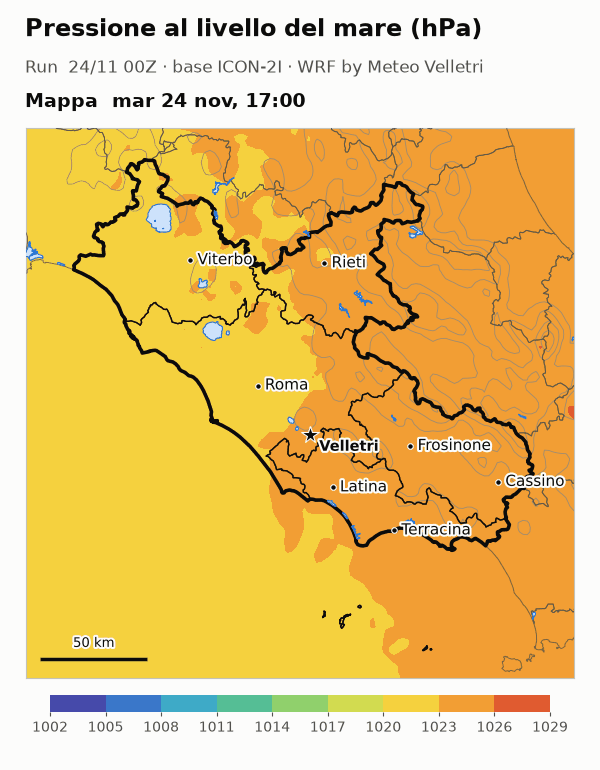 Pressione al livello del mare (hPa)
Run  24/11 00Z · base ICON-2I · WRF by Meteo Velletri
Mappa  mar 24 nov, 17:00
Viterbo
Rieti
Roma
Velletri
Frosinone
Cassino
Latina
Terracina
50 km
1002 1005 1008 1011 1014 1017 1020 1023 1026 1029